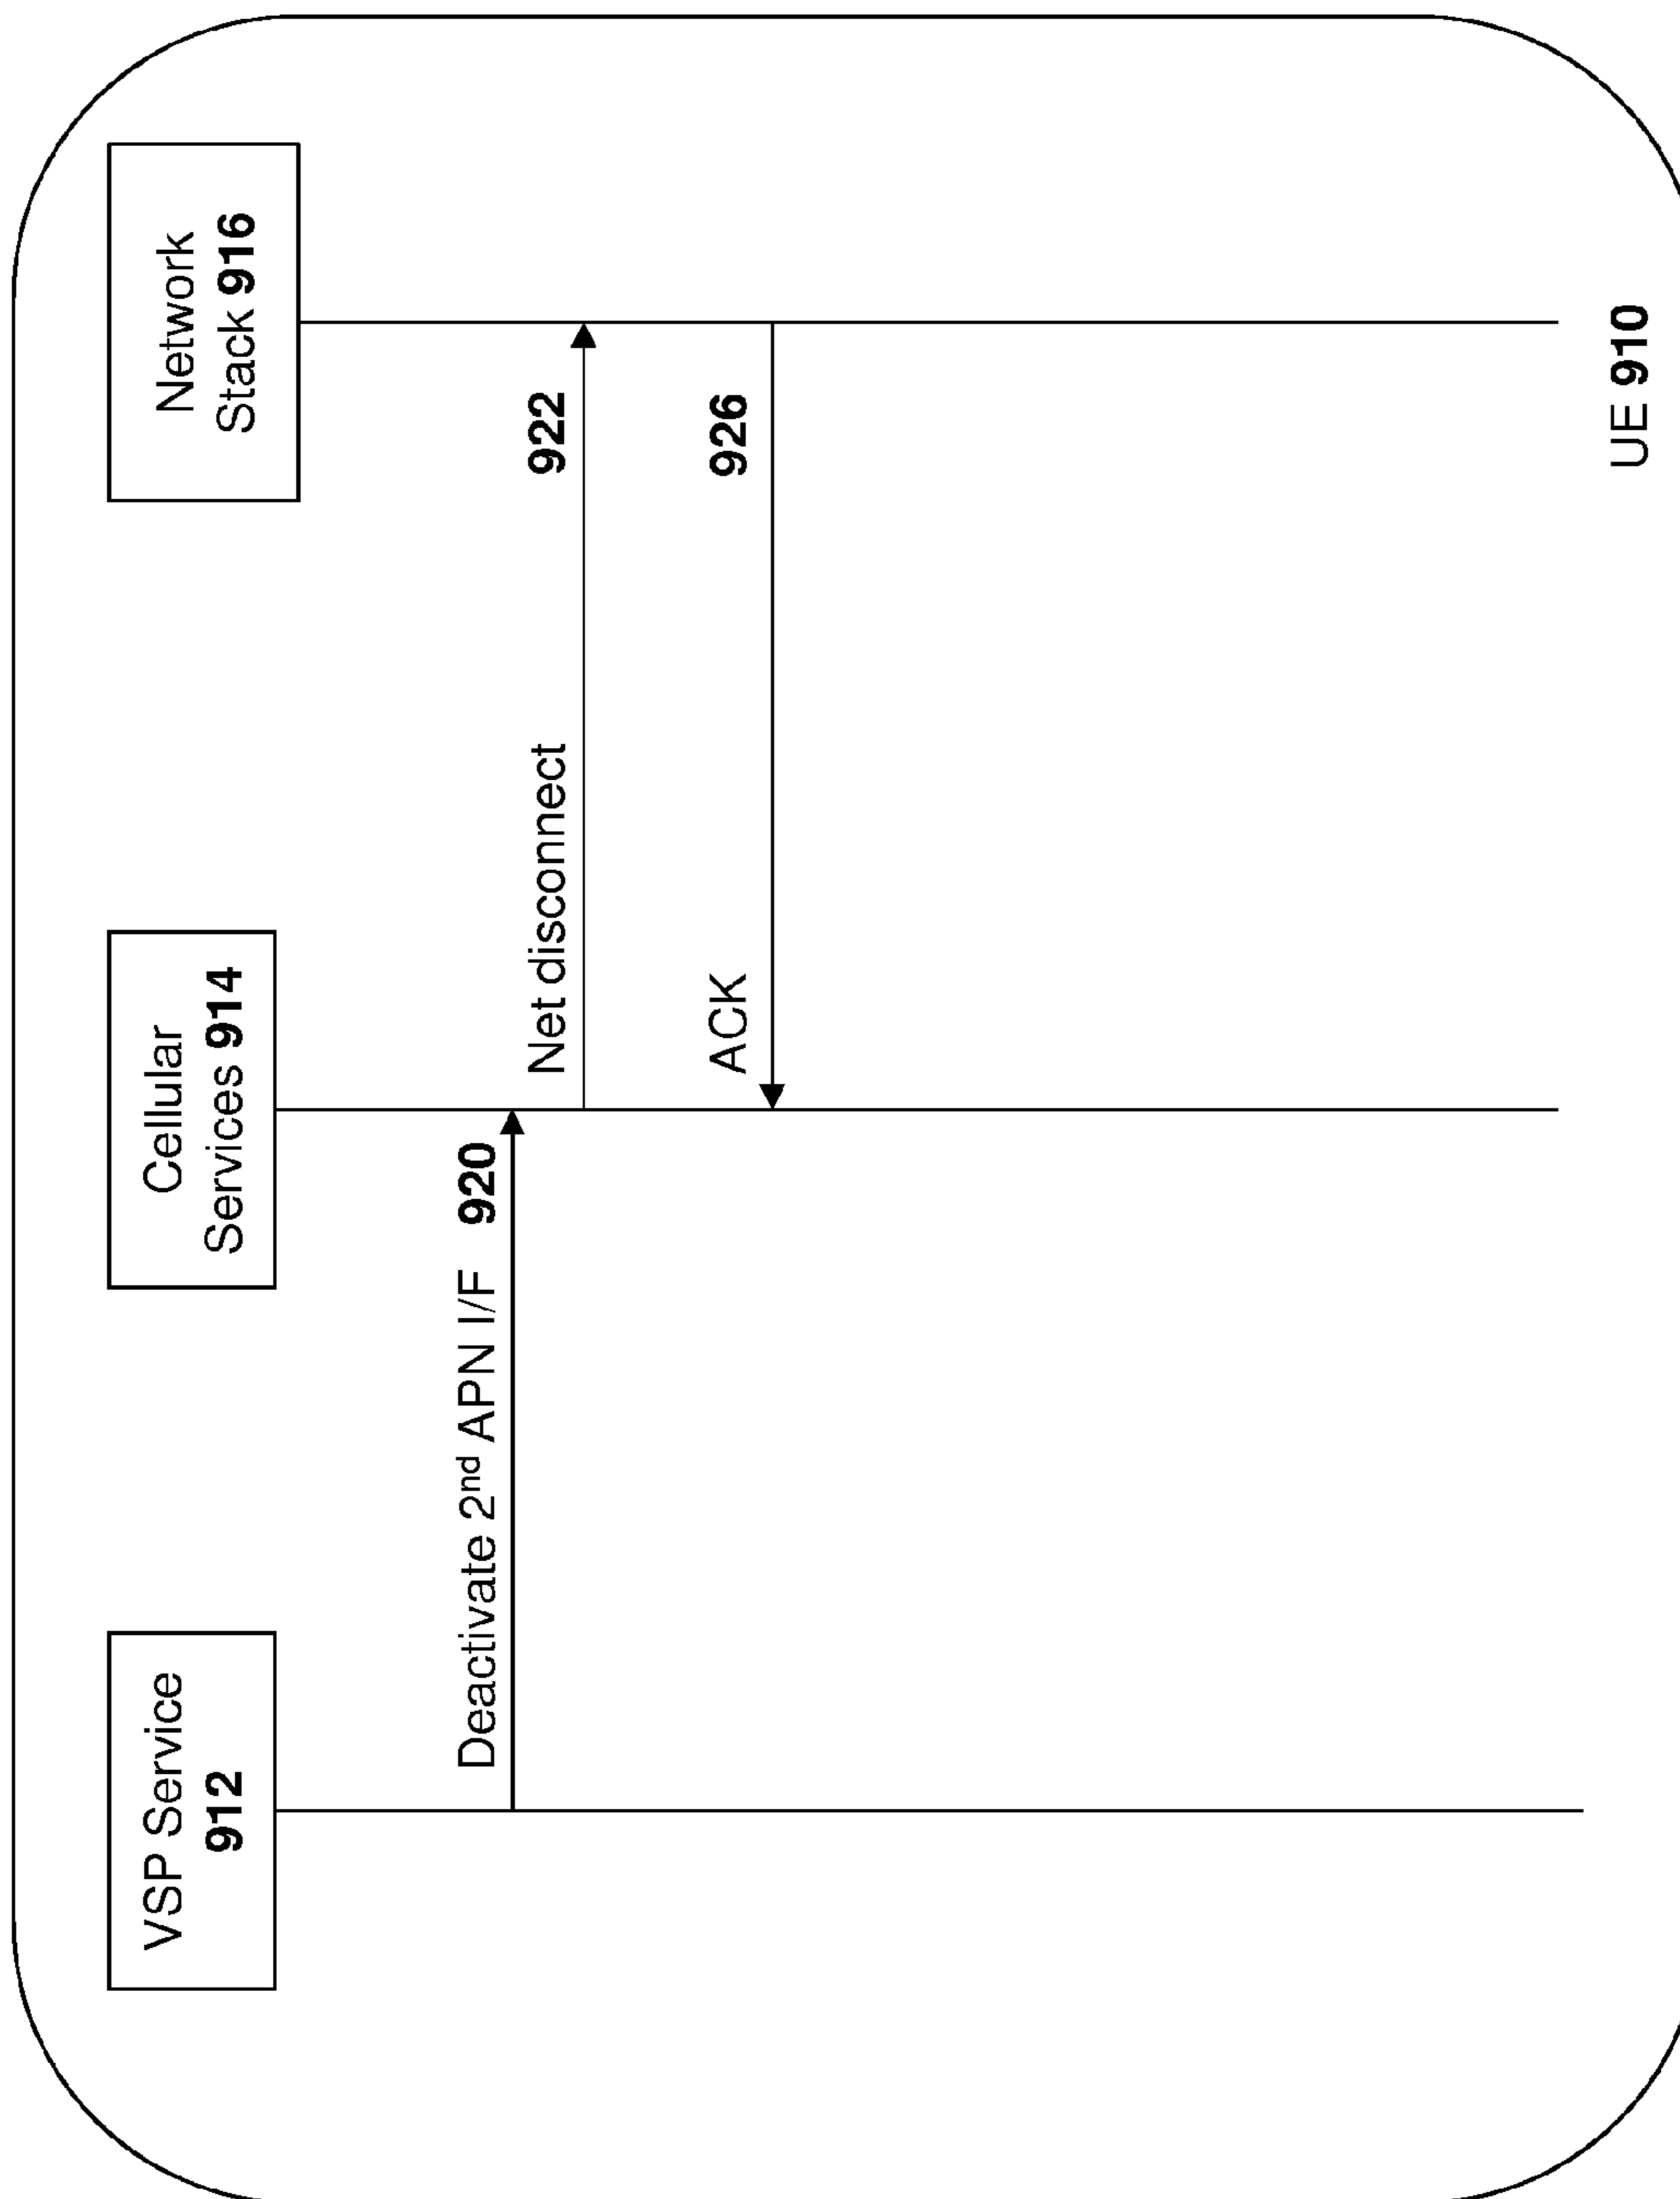 VSP Service
912
Cellular
Services 914
Network
Stack 916
Deactivate 2nd APN I/F 920
Net disconnect 922
ACK 926
UE 910